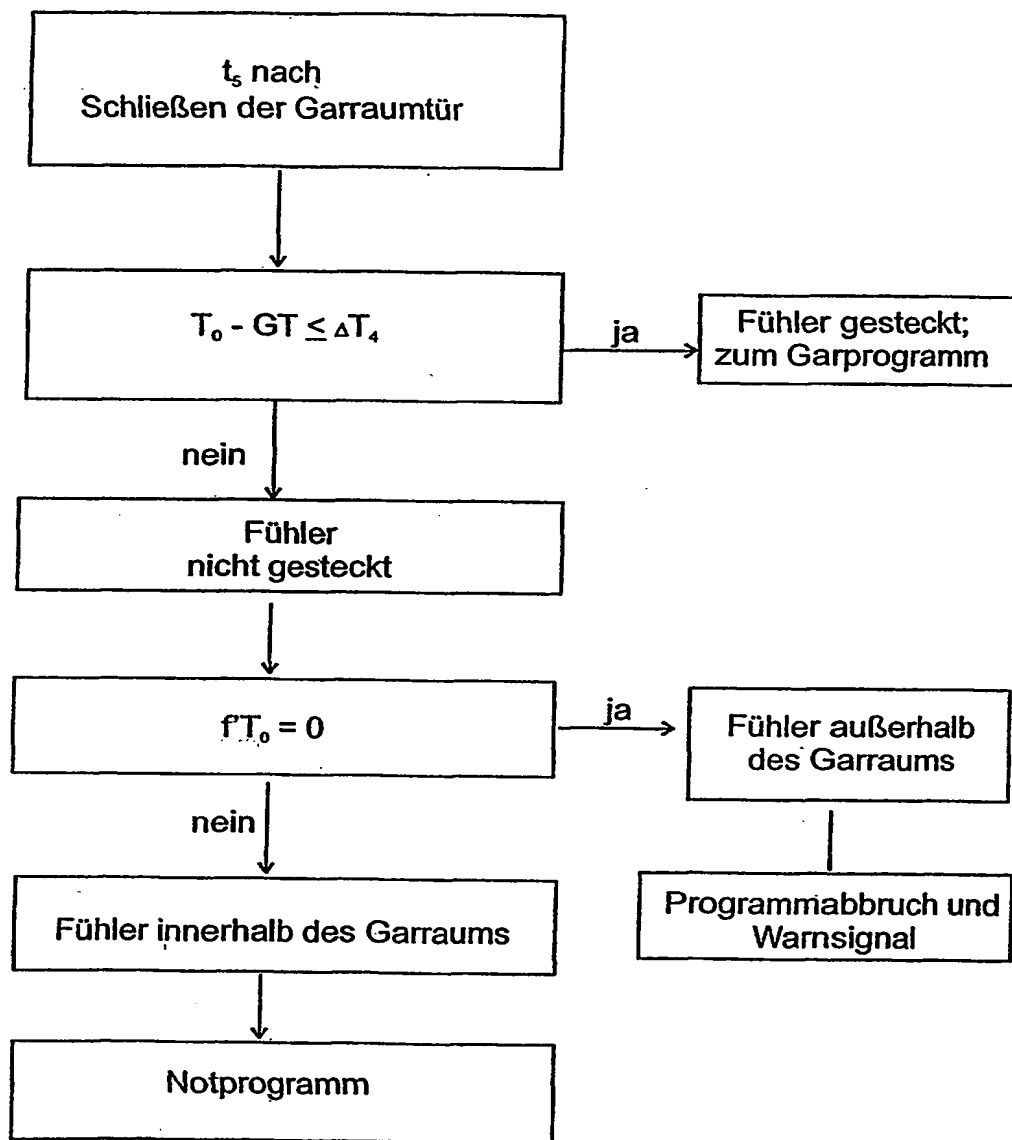 t₅ nach
Schließen der Garraumtür
T₀ - GT ≤ ΔT₄
ja
Fühler gesteckt;
zum Garprogramm
nein
Fühler
nicht gesteckt
f'T₀ = 0
ja
Fühler außerhalb
des Garraums
nein
Programmabbruch und
Warnsignal
Fühler innerhalb des Garraums
Notprogramm